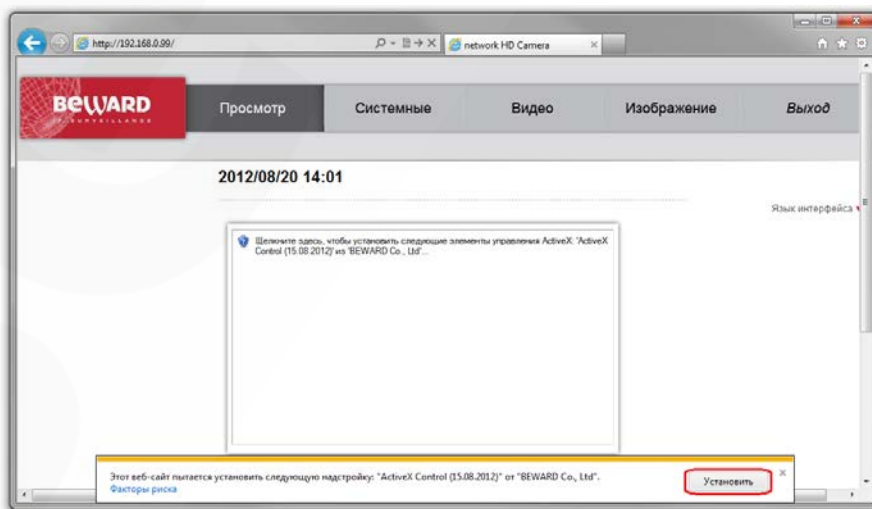 http://192.168.0.99/
network HD Camera
BEWARD
IP SURVEILLANCE
Просмотр
Системные
Видео
Изображение
Выход
2012/08/20 14:01
Язык интерфейса
Щелкните здесь, чтобы установить следующие элементы управления ActiveX: 'ActiveX
Control (15.08.2012)' из 'BEWARD Co., Ltd'...
Этот веб-сайт пытается установить следующую надстройку: "ActiveX Control (15.08.2012)" от "BEWARD Co., Ltd".
Факторы риска
Установить